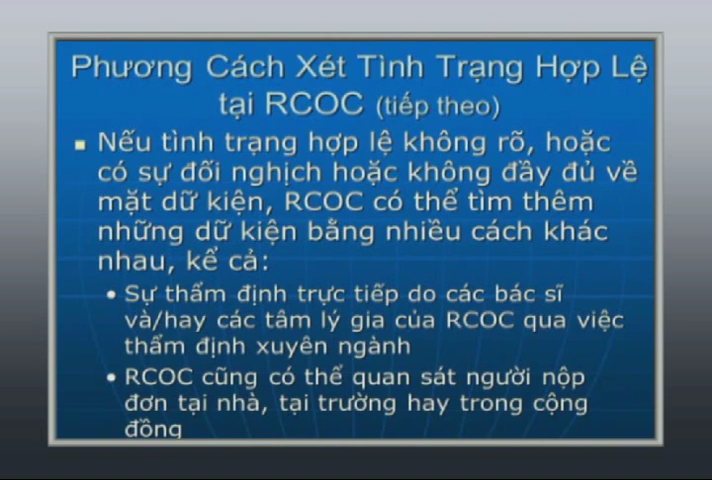 Phương Cách Xét Tình Trạng Hợp Lệ
tại RCOC (tiếp theo)
Nếu tình trạng hợp lệ không rõ, hoặc
có sự đối nghịch hoặc không đầy đủ về
mặt dữ kiện, RCOC có thể tìm thêm
những dữ kiện bằng nhiều cách khác
nhau, kể cả:
• Sự thẩm định trực tiếp do các bác sĩ
và/hay các tâm lý gia của RCOC qua việc
thẩm định xuyên ngành
• RCOC cũng có thể quan sát người nộp
đơn tại nhà, tại trường hay trong cộng
đồng